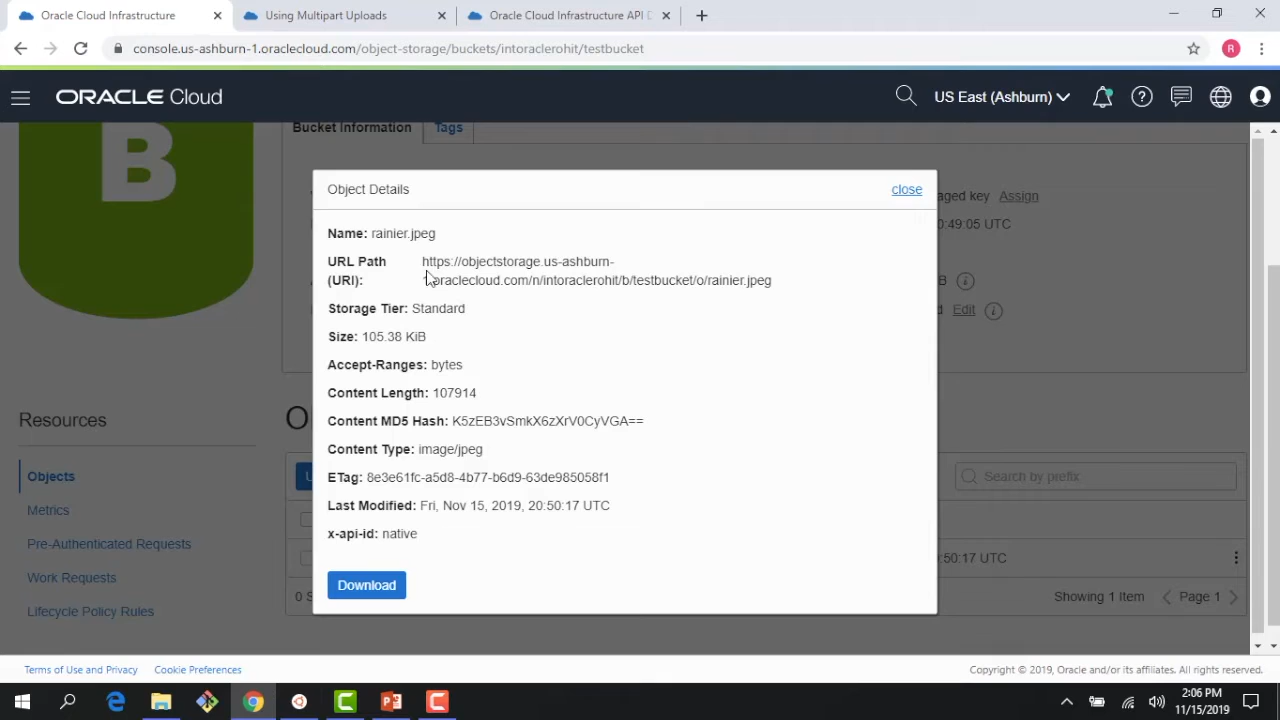 Oracle Cloud Infrastructure
Using Multipart Uploads
Oracle Cloud Infrastructure API D
console.us-ashburn-1.oraclecloud.com/object-storage/buckets/intoraclerohit/testbucket
R
ORACLE Cloud
US East (Ashburn)
B
Bucket Information
Tags
Object Details
close
aged key Assign
0:49:05 UTC
Name: rainier.jpeg
URL Path (URI): https://objectstorage.us-ashburn-
oraclecloud.com/n/intoraclerohit/b/testbucket/o/rainier.jpeg
B
Storage Tier: Standard
d Edit
Size: 105.38 KiB
Accept-Ranges: bytes
Content Length: 107914
Content MD5 Hash: K5zEB3vSmkX6zXrV0CyVGA==
Content Type: image/jpeg
ETag: 8e3e61fc-a5d8-4b77-b6d9-63de985058f1
Last Modified: Fri, Nov 15, 2019, 20:50:17 UTC
x-api-id: native
Download
Resources
Objects
Metrics
Pre-Authenticated Requests
Work Requests
Lifecycle Policy Rules
O
U
Search by prefix
:50:17 UTC
0 S
Showing 1 Item
Page 1
Terms of Use and Privacy
Cookie Preferences
Copyright © 2019, Oracle and/or its affiliates. All rights reserved.
2:06 PM
11/15/2019